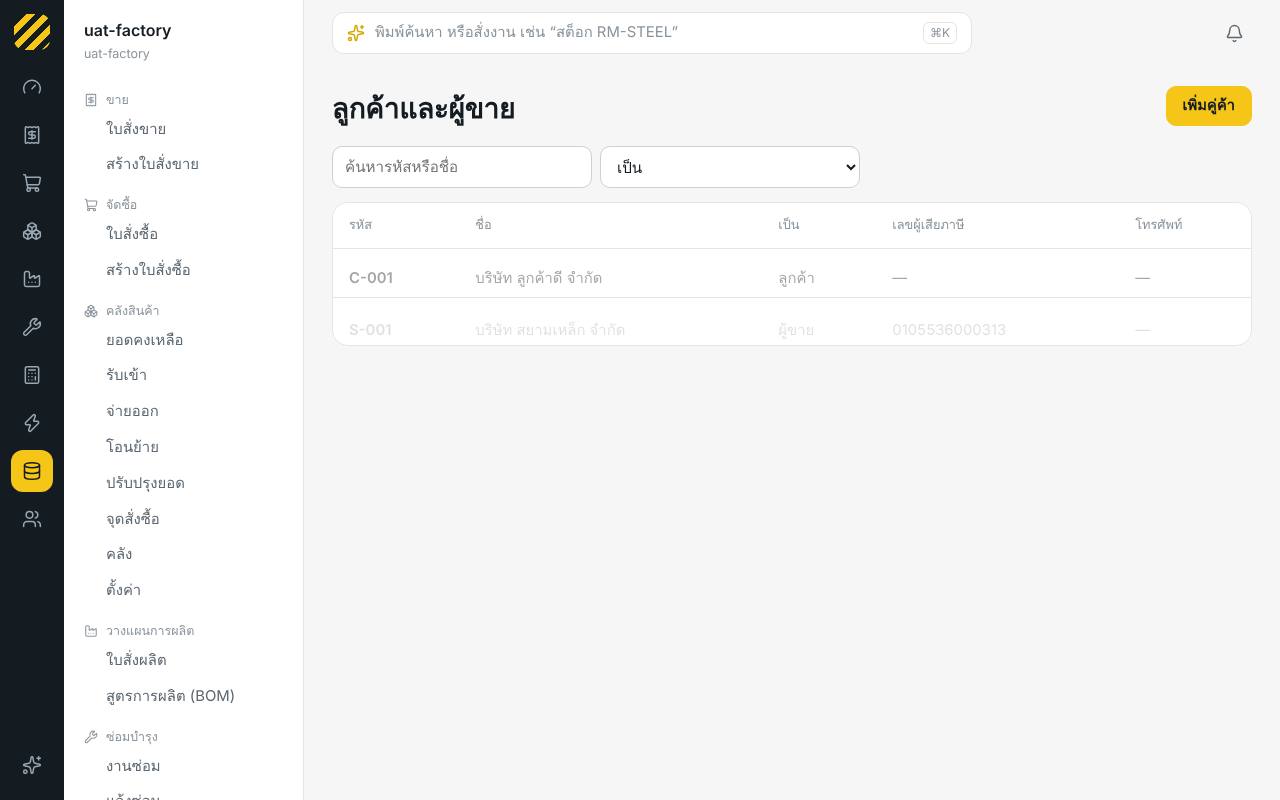 uat-factory
uat-factory
ขาย
ใบสั่งขาย
สร้างใบสั่งขาย
จัดซื้อ
ใบสั่งซื้อ
สร้างใบสั่งซื้อ
คลังสินค้า
ยอดคงเหลือ
รับเข้า
จ่ายออก
โอนย้าย
ปรับปรุงยอด
จุดสั่งซื้อ
คลัง
ตั้งค่า
วางแผนการผลิต
ใบสั่งผลิต
สูตรการผลิต (BOM)
ซ่อมบำรุง
งานซ่อม
พิมพ์ค้นหา หรือสั่งงาน เช่น “สต็อก RM-STEEL” ⌘K
ลูกค้าและผู้ขาย เพิ่มคู่ค้า
ค้นหารหัสหรือชื่อ เป็น
รหัส ชื่อ เป็น เลขผู้เสียภาษี โทรศัพท์
C-001 บริษัท ลูกค้าดี จำกัด ลูกค้า — —
S-001 บริษัท สยามเหล็ก จำกัด ผู้ขาย 0105536000313 —